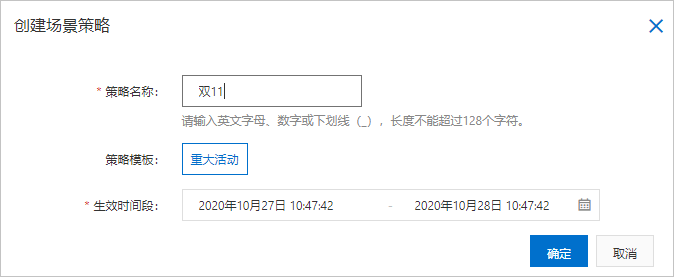 创建场景策略
* 策略名称： 双11
请输入英文字母、数字或下划线（_），长度不能超过128个字符。
策略模板： 重大活动
* 生效时间段： 2020年10月27日 10:47:42 - 2020年10月28日 10:47:42
确定 取消